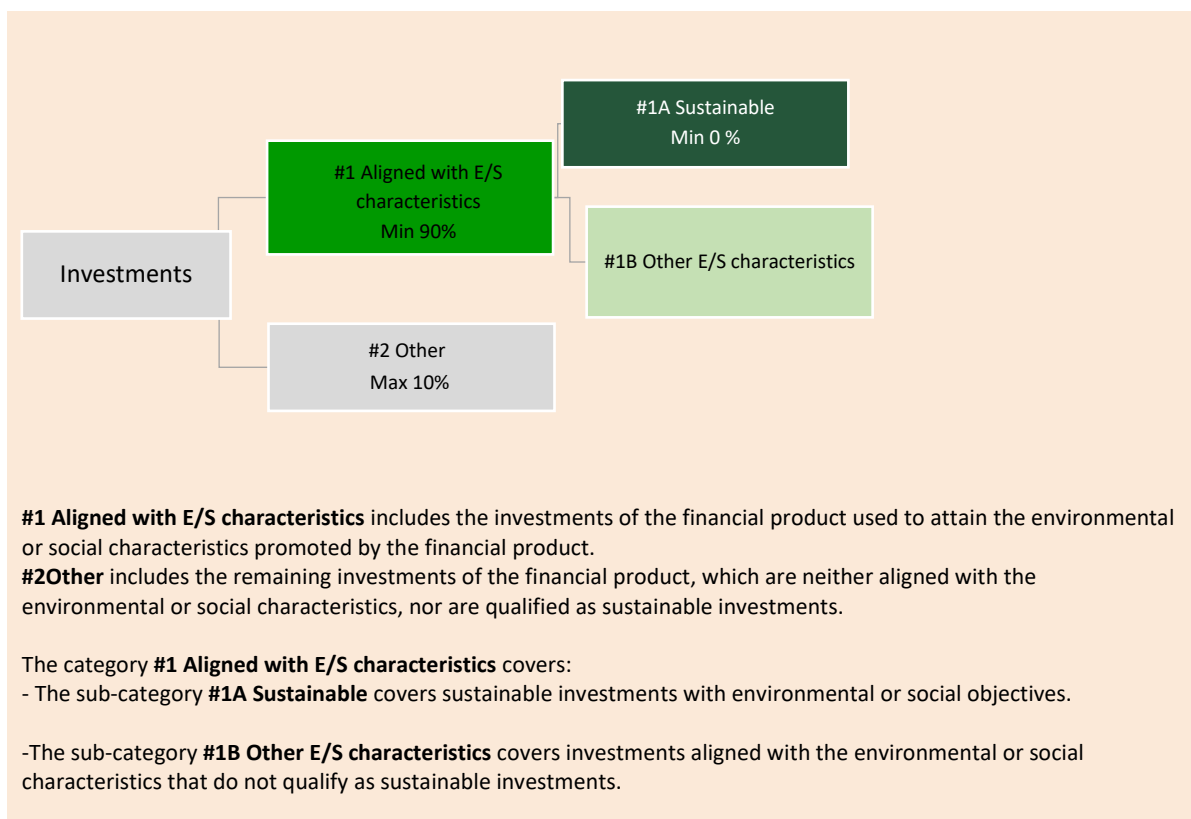 #1A Sustainable
Min 0 %
#1 Aligned with E/S
characteristics
Min 90%
#1B Other E/S characteristics
Investments
#2 Other
Max 10%
#1 Aligned with E/S characteristics includes the investments of the financial product used to attain the environmental
or social characteristics promoted by the financial product.
#2Other includes the remaining investments of the financial product, which are neither aligned with the
environmental or social characteristics, nor are qualified as sustainable investments.
The category #1 Aligned with E/S characteristics covers:
- The sub-category #1A Sustainable covers sustainable investments with environmental or social objectives.
-The sub-category #1B Other E/S characteristics covers investments aligned with the environmental or social
characteristics that do not qualify as sustainable investments.